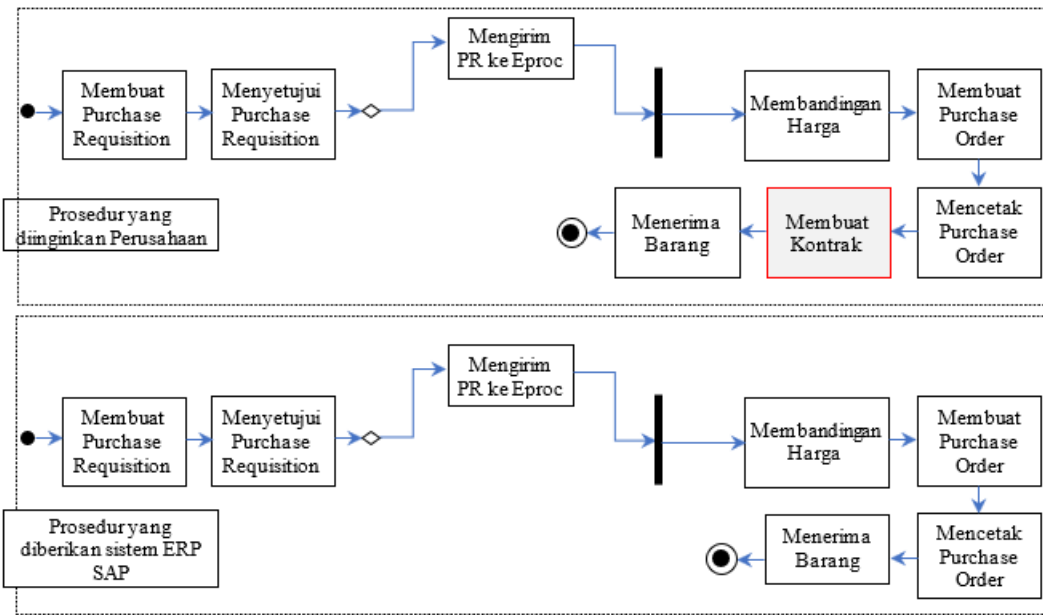 Membuat
Purchase
Requisition
Menyetujui
Purchase
Requisition
Mengirim
PR ke Eproc
Membandingan
Harga
Membuat
Purchase
Order
Mencetak
Purchase
Order
Membuat
Kontrak
Menerima
Barang
Prosedur yang
diinginkan Perusahaan
Membuat
Purchase
Requisition
Menyetujui
Purchase
Requisition
Mengirim
PR ke Eproc
Membandingan
Harga
Membuat
Purchase
Order
Mencetak
Purchase
Order
Menerima
Barang
Prosedur yang
diberikan sistem ERP
SAP